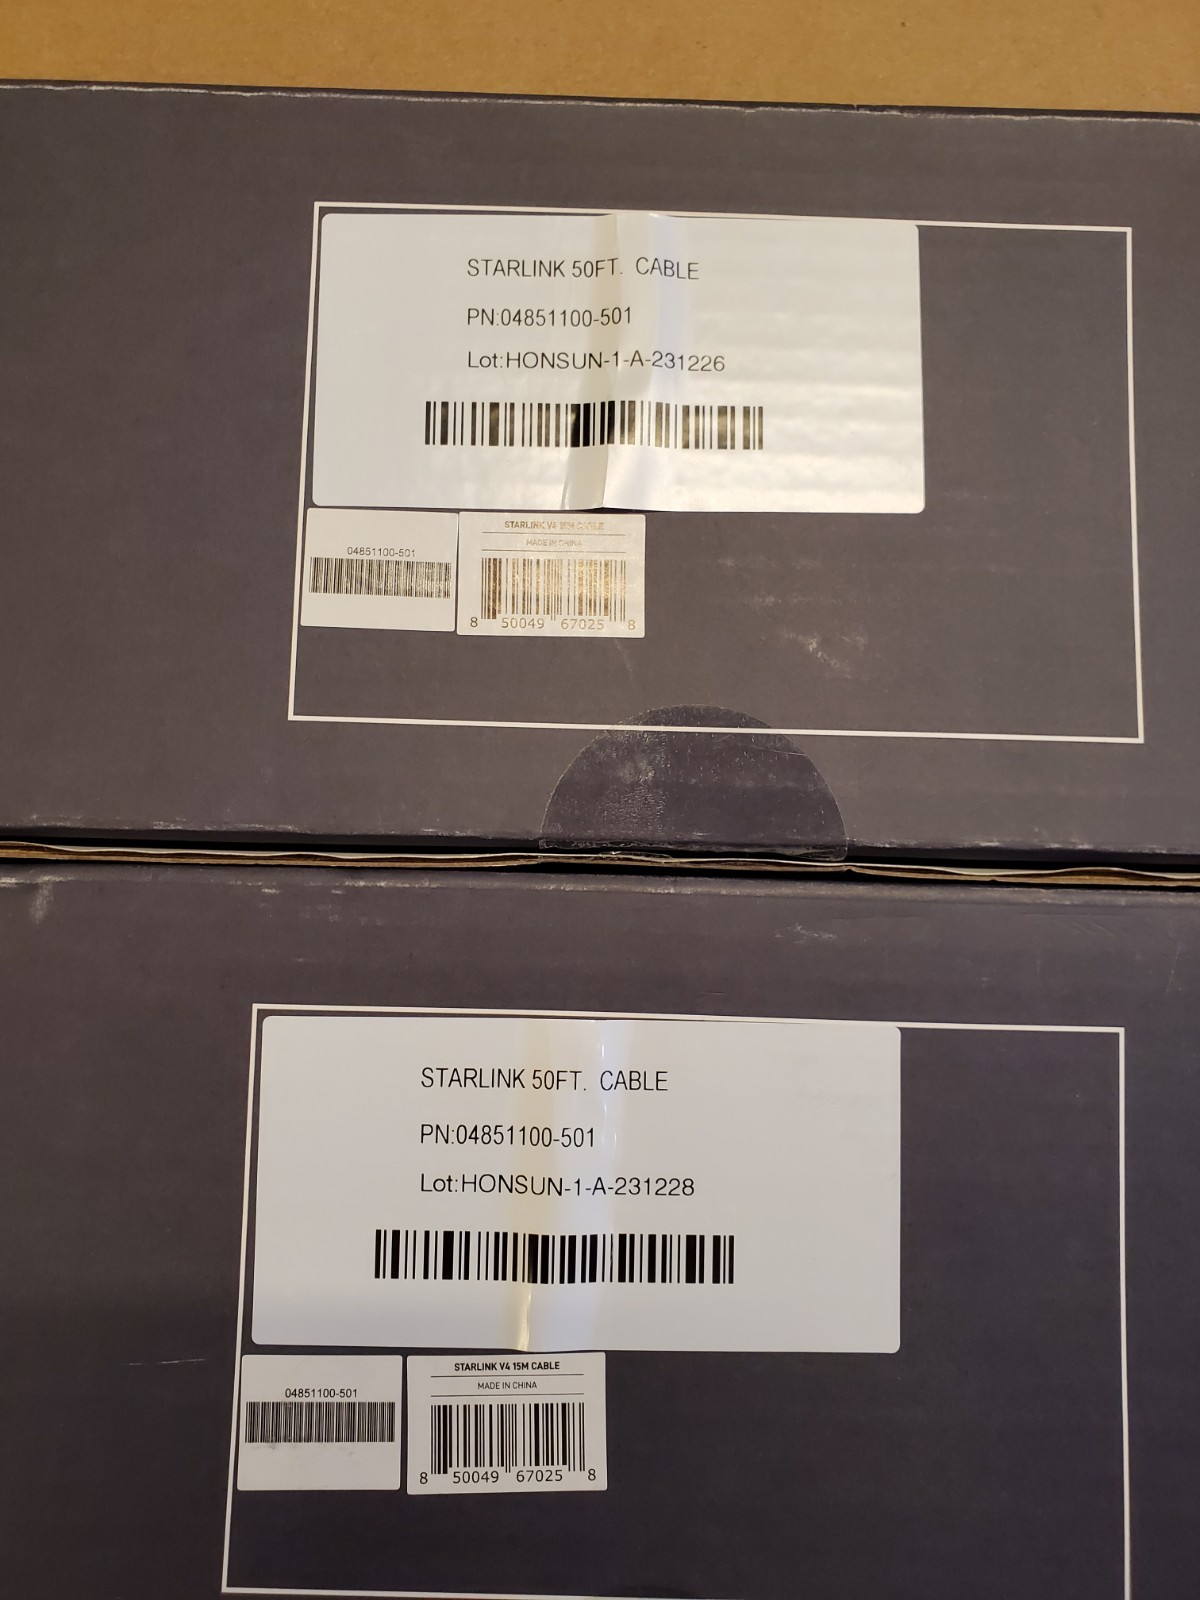 STARLINK 50FT. CABLE
PN:04851100-501
Lot:HONSUN-1-A-231226
04851100-501
STARLINK V4 15M CABLE
MADE IN CHINA
8 50049 67025 8
STARLINK 50FT. CABLE
PN:04851100-501
Lot:HONSUN-1-A-231228
04851100-501
STARLINK V4 15M CABLE
MADE IN CHINA
8 50049 67025 8